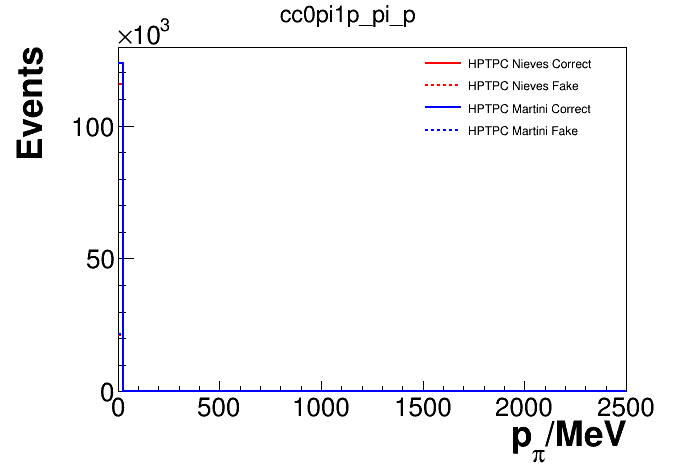 cc0pi1p_pi_p
×10³
Events
100
50
0
HPTPC Nieves Correct
HPTPC Nieves Fake
HPTPC Martini Correct
HPTPC Martini Fake
0 500 1000 1500 2000 2500
pπ/MeV